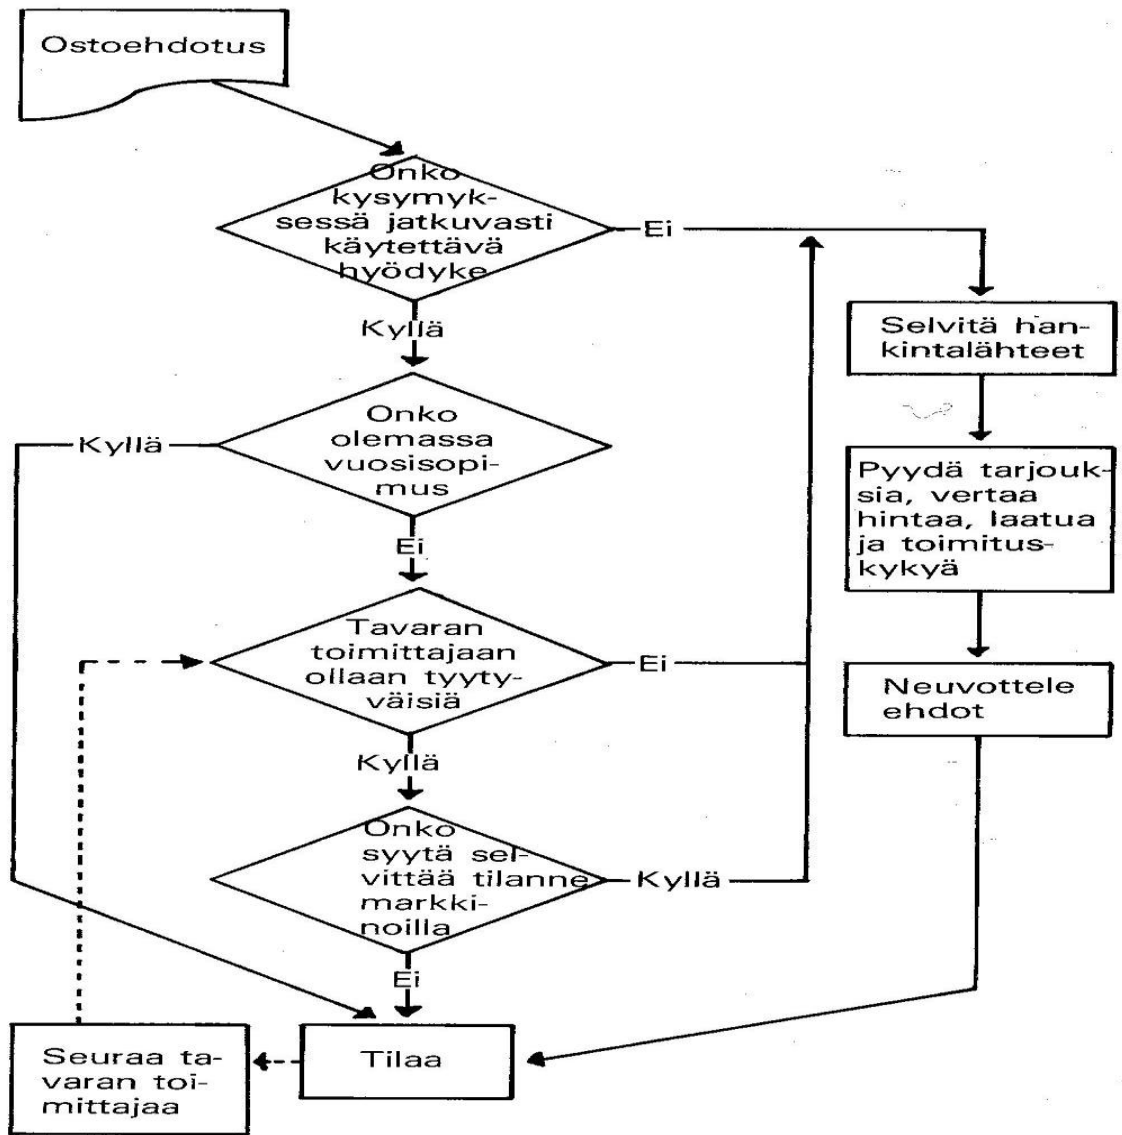 Ostoehdotus
Onko
kysymyk-
sessä jatkuvasti
käytettävä
hyödyke
Ei
Kyllä
Selvitä han-
kintalähteet
Onko
olemassa
vuosisopi-
mus
Kyllä
Ei
Pyydä tarjouk-
sia, vertaa
hintaa, laatua
ja toimitus-
kykyä
Tavaran
toimittajaan
ollaan tyyty-
väisiä
Ei
Kyllä
Neuvottele
ehdot
Onko
syytä sel-
vittää tilanne
markki-
noilla
Kyllä
Ei
Tilaa
Seuraa ta-
varan toi-
mittajaa